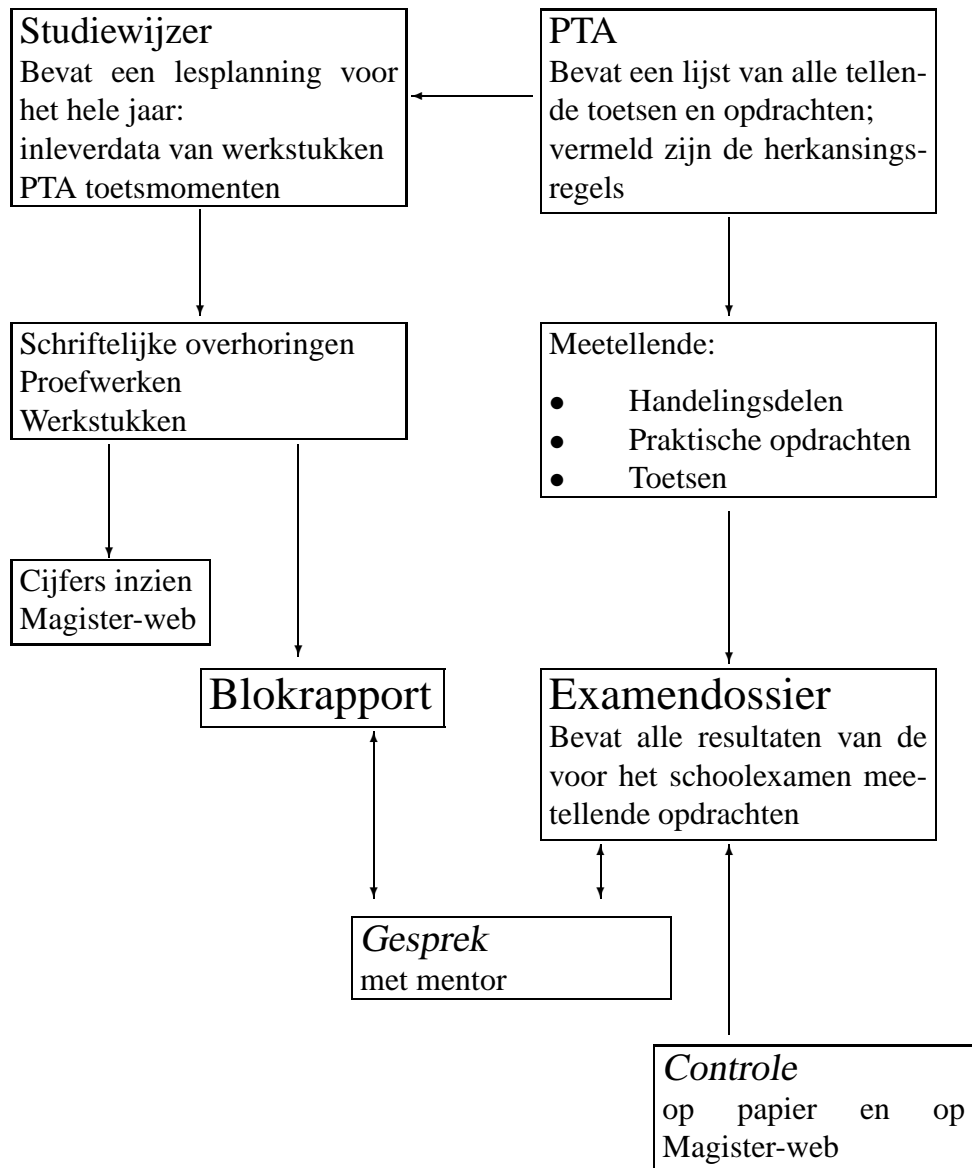 Studiewijzer
Bevat een lesplanning voor
het hele jaar:
inleverdata van werkstukken
PTA toetsmomenten
PTA
Bevat een lijst van alle tellen-
de toetsen en opdrachten;
vermeld zijn de herkansings-
regels
Schriftelijke overhoringen
Proefwerken
Werkstukken
Meetellende:
• Handelingsdelen
• Praktische opdrachten
• Toetsen
Cijfers inzien
Magister-web
Blokrapport
Examendossier
Bevat alle resultaten van de
voor het schoolexamen mee-
tellende opdrachten
Gesprek
met mentor
Controle
op papier en op
Magister-web